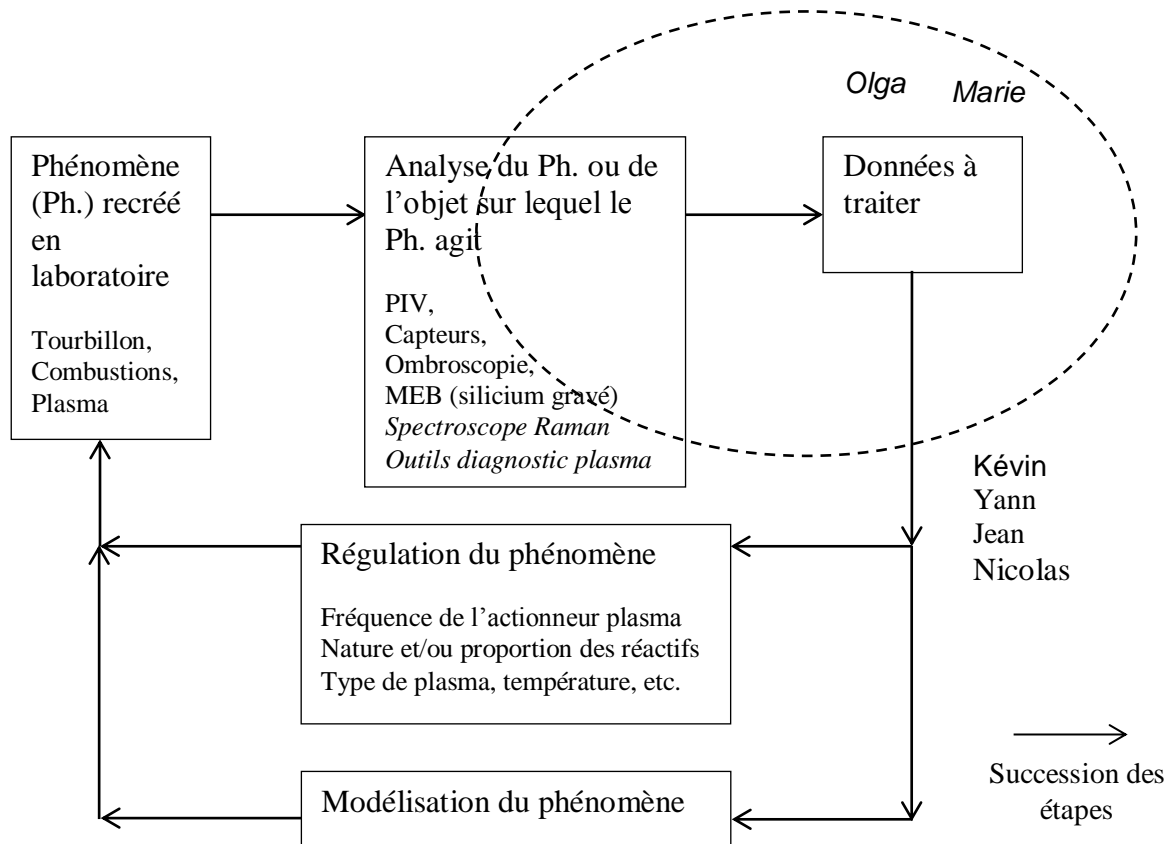 Olga Marie
Phénomène
(Ph.) recréé
en
laboratoire
Tourbillon,
Combustions,
Plasma
Analyse du Ph. ou de
l’objet sur lequel le
Ph. agit
PIV,
Capteurs,
Ombroscopie,
MEB (silicium gravé)
Spectroscope Raman
Outils diagnostic plasma
Données à
traiter
Kévin
Yann
Jean
Nicolas
Régulation du phénomène
Fréquence de l’actionneur plasma
Nature et/ou proportion des réactifs
Type de plasma, température, etc.
Modélisation du phénomène
Succession des
étapes